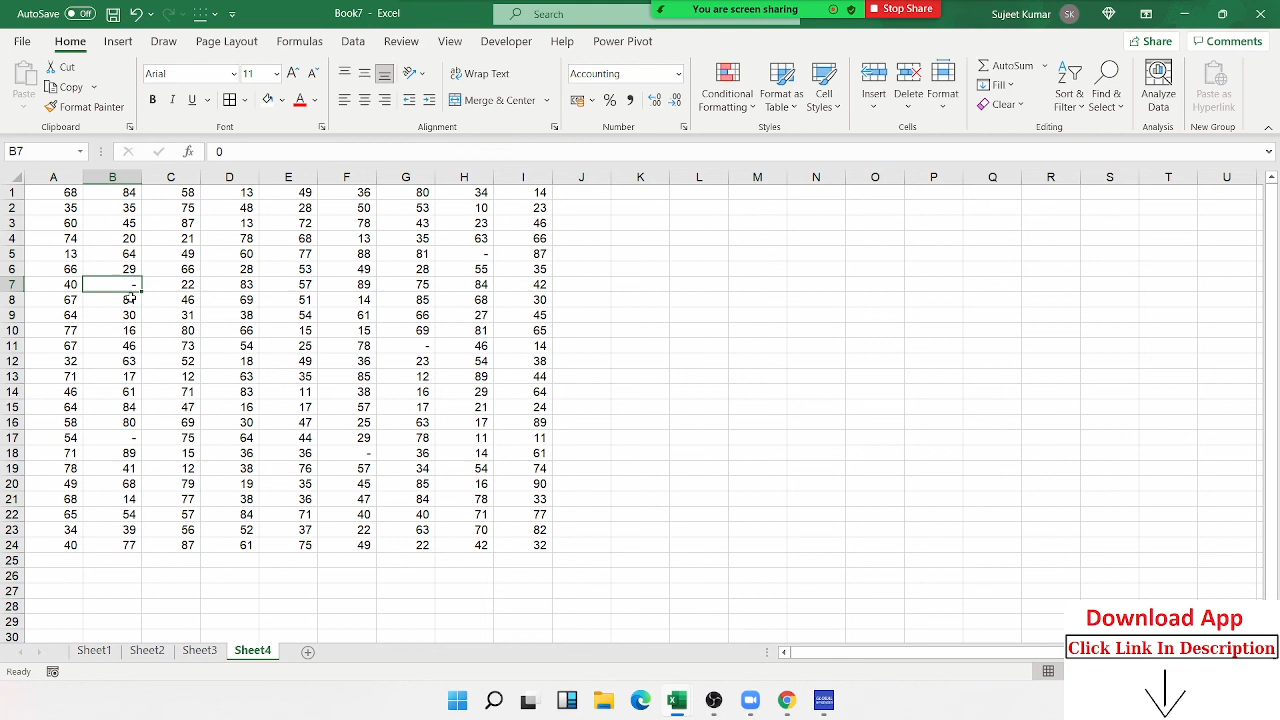 AutoSave Off Book7 - Excel Search You are screen sharing Stop Share Sujeet Kumar SK
File Home Insert Draw Page Layout Formulas Data Review View Developer Help Power Pivot Share Comments
Paste Cut Copy Format Painter Clipboard
Arial 11 B I U A Font
Wrap Text Merge & Center Alignment
Accounting % , Number
Conditional Formatting Format as Table Cell Styles Styles
Insert Delete Format Cells
AutoSum Fill Clear Sort & Filter Find & Select Editing
Analyze Data Analysis
Paste as Hyperlink New Group
B7 fx 0
A B C D E F G H I J K L M N O P Q R S T U
1 68 84 58 13 49 36 80 34 14
2 35 35 75 48 28 50 53 10 23
3 60 45 87 13 72 78 43 23 46
4 74 20 21 78 68 13 35 63 66
5 13 64 49 60 77 88 81 - 87
6 66 29 66 28 53 49 28 55 35
7 40 - 22 83 57 89 75 84 42
8 67 46 69 51 14 85 68 30
9 64 30 31 38 54 61 66 27 45
10 77 16 80 66 15 15 69 81 65
11 67 46 73 54 25 78 - 46 14
12 32 63 52 18 49 36 23 54 38
13 71 17 12 63 35 85 12 89 44
14 46 61 71 83 11 38 16 29 64
15 64 84 47 16 17 57 17 21 24
16 58 80 69 30 47 25 63 17 89
17 54 - 75 64 44 29 78 11 11
18 71 89 15 36 36 - 36 14 61
19 78 41 12 38 76 57 34 54 74
20 49 68 79 19 35 45 85 16 90
21 68 14 77 38 36 47 84 78 33
22 65 54 57 84 71 40 40 71 77
23 34 39 56 52 37 22 63 70 82
24 40 77 87 61 75 49 22 42 32
25
26
27
28
29
30
Download App
Click Link In Description
Sheet1 Sheet2 Sheet3 Sheet4
Ready